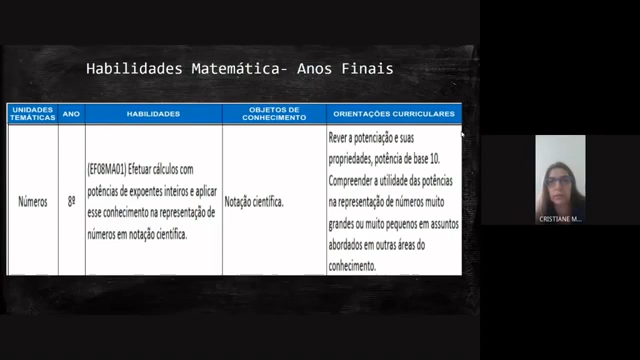 Habilidades Matemática- Anos Finais
UNIDADES TEMÁTICAS
ANO
HABILIDADES
OBJETOS DE CONHECIMENTO
ORIENTAÇÕES CURRICULARES
Números
8º
(EF08MA01) Efetuar cálculos com
potências de expoentes inteiros e aplicar
esse conhecimento na representação de
números em notação científica.
Notação científica.
Rever a potenciação e suas
propriedades, potência de base 10.
Compreender a utilidade das potências
na representação de números muito
grandes ou muito pequenos em assuntos
abordados em outras áreas do
conhecimento.
CRISTIANE M...